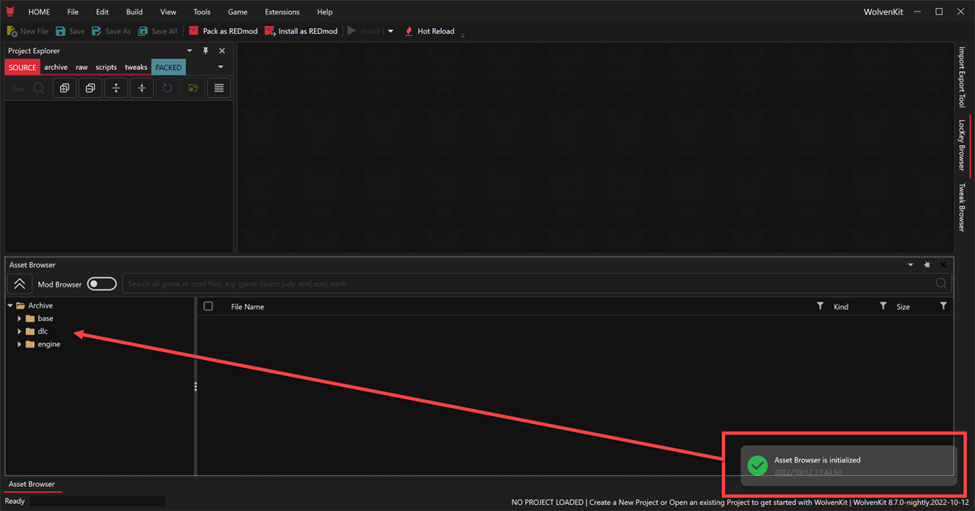 HOME File Edit View Build Tools Game Extensions Help WolvenKit
New File Save Save As Save All Pack as REDmod Install as REDmod Install Hot Reload
Project Explorer
SOURCE archive raw scripts tweaks PACKED
Sea
Import Export Tool
LocKey Browser
Tweak Browser
Asset Browser
Mod Browser Search all game or mod files, e.g. game !quest judy .ent|.app|.mesh
Archive File Name Kind Size
base
dlc
engine
Asset Browser is initialized
2022/10/12 23:43:50
Asset Browser
Ready NO PROJECT LOADED | Create a New Project or Open an existing Project to get started with WolvenKit | WolvenKit 8.7.0-nightly.2022-10-12